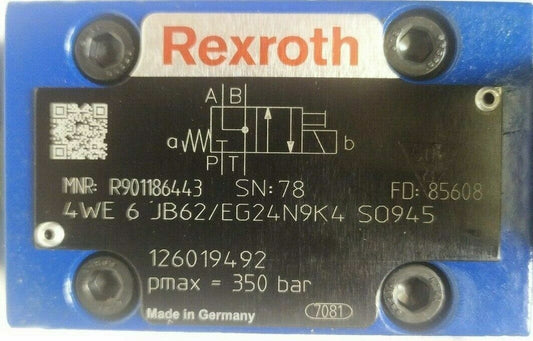 Rexroth
A B
a b
P T
MNR: R901186443 SN: 78 FD: 85608
4WE 6 JB62/EG24N9K4 SO945
126019492
pmax = 350 bar
Made in Germany 7081